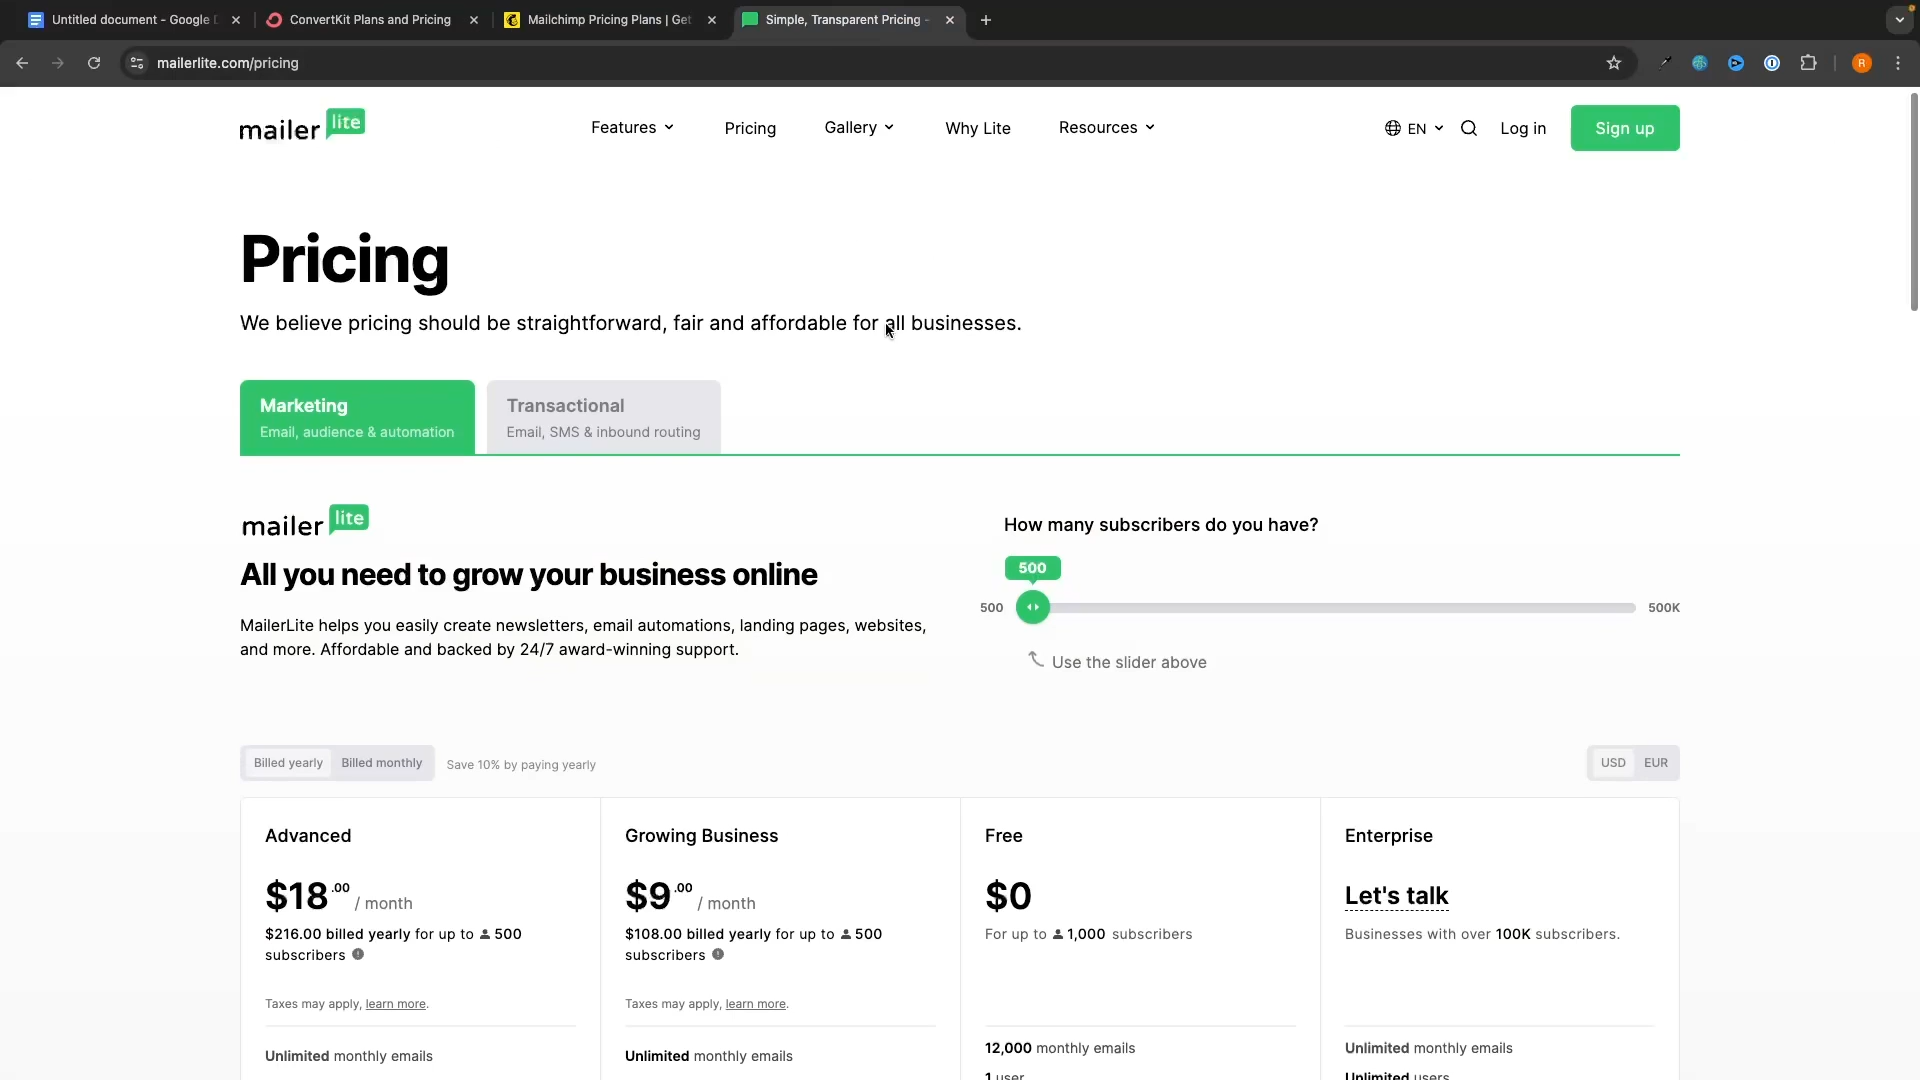 Untitled document - Google D
ConvertKit Plans and Pricing
Mailchimp Pricing Plans | Get
Simple, Transparent Pricing -
mailerlite.com/pricing
R
mailer lite
Features
Pricing
Gallery
Why Lite
Resources
EN
Log in
Sign up
Pricing
We believe pricing should be straightforward, fair and affordable for all businesses.
Marketing
Email, audience & automation
Transactional
Email, SMS & inbound routing
mailer lite
All you need to grow your business online
MailerLite helps you easily create newsletters, email automations, landing pages, websites,
and more. Affordable and backed by 24/7 award-winning support.
How many subscribers do you have?
500
500
500K
Use the slider above
Billed yearly
Billed monthly
Save 10% by paying yearly
USD
EUR
Advanced
$18.00 / month
$216.00 billed yearly for up to 500
subscribers
Taxes may apply, learn more.
Unlimited monthly emails
Growing Business
$9.00 / month
$108.00 billed yearly for up to 500
subscribers
Taxes may apply, learn more.
Unlimited monthly emails
Free
$0
For up to 1,000 subscribers
12,000 monthly emails
1 user
Enterprise
Let's talk
Businesses with over 100K subscribers.
Unlimited monthly emails
Unlimited users